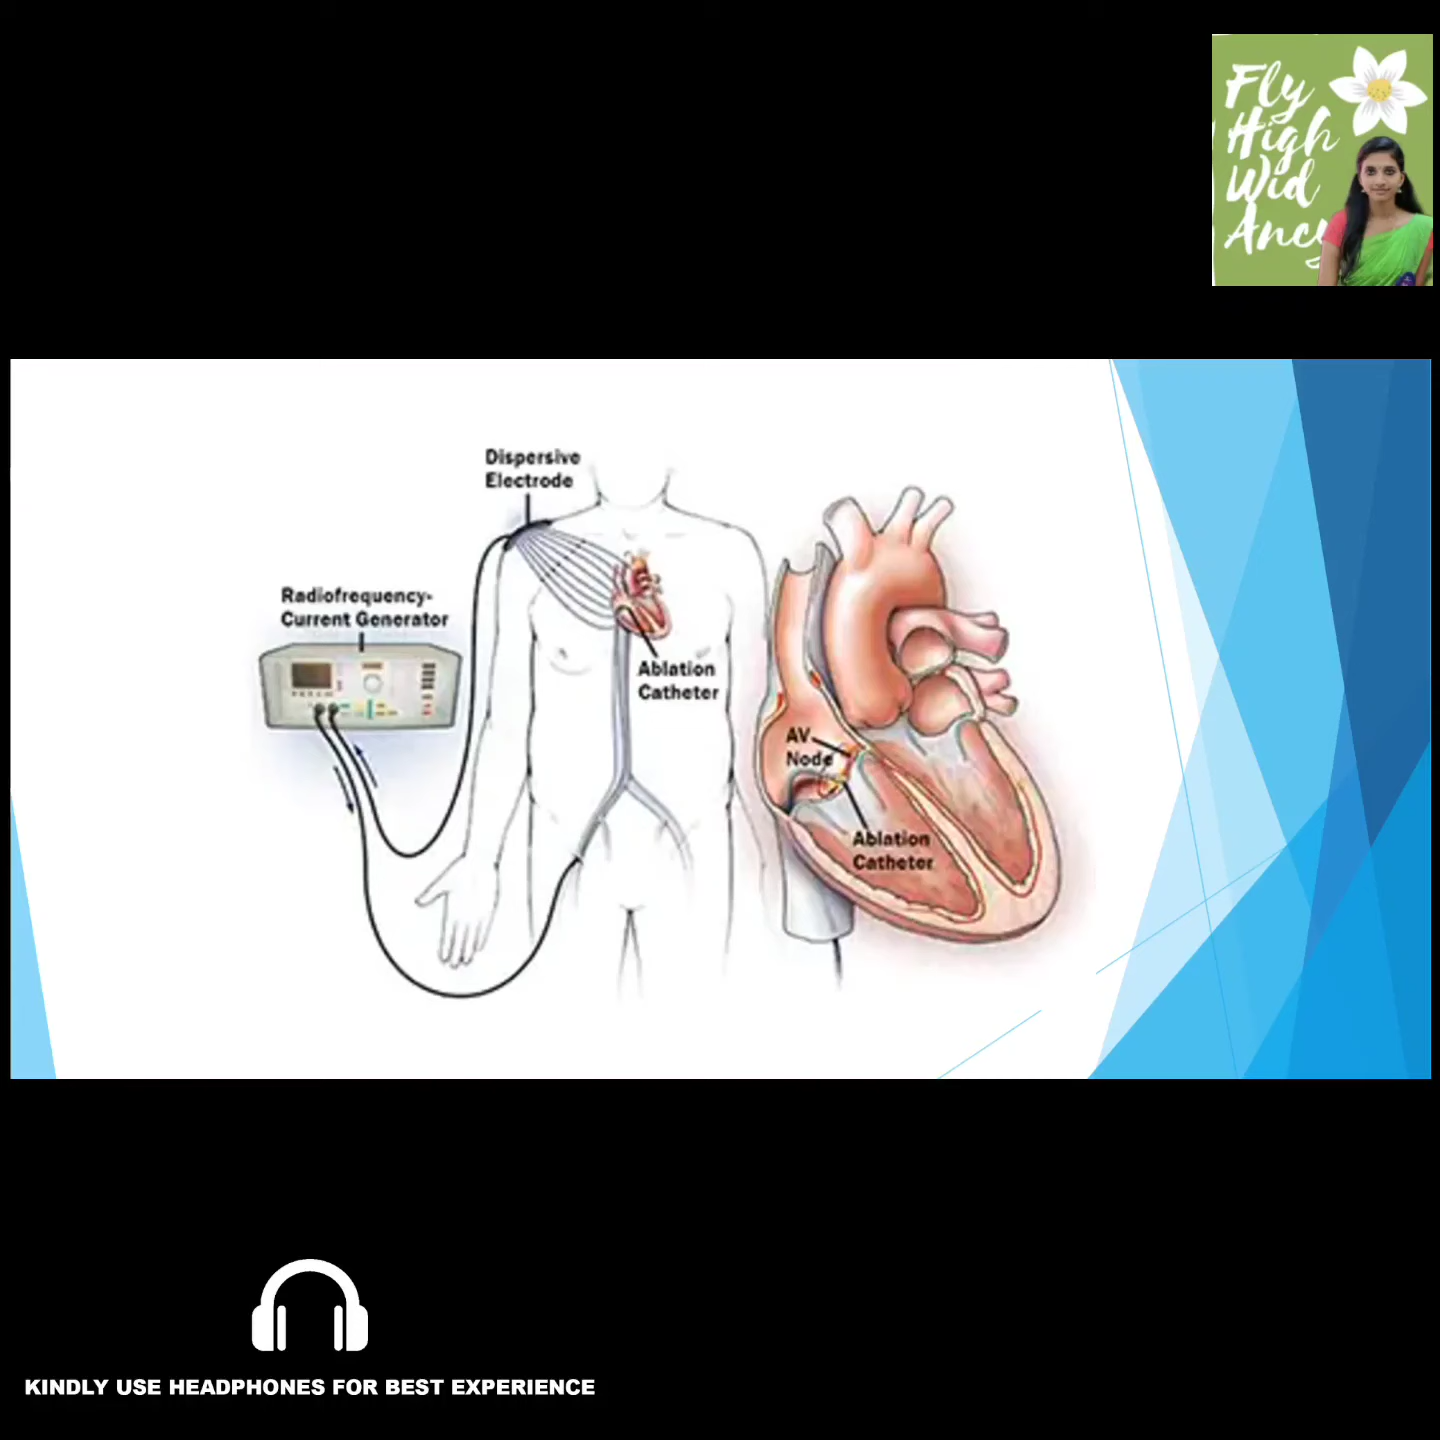 Fly
High
Wid
Ancy
Dispersive
Electrode
Radiofrequency-
Current Generator
Ablation
Catheter
AV
Node
Ablation
Catheter
KINDLY USE HEADPHONES FOR BEST EXPERIENCE